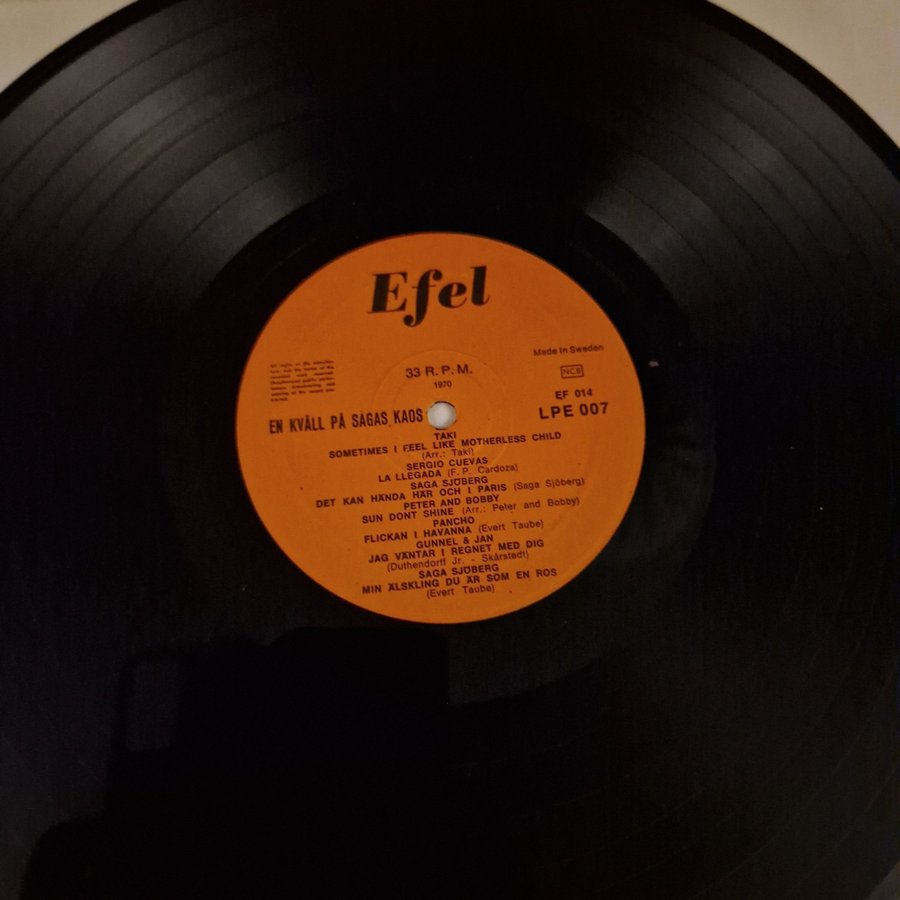 Efel
Made in Sweden
33 R.P.M.
NCB
1970
EF 014
EN KVÄLL PÅ SAGAS KAOS
LPE 007
TAKI
SOMETIMES I FEEL LIKE MOTHERLESS CHILD
(Arr.: Taki)
SERGIO CUEVAS
LA LLEGADA (F. P. Cardoza)
SAGA SJÖBERG
DET KAN HÄNDA HÄR OCH I PARIS (Saga Sjöberg)
PETER AND BOBBY
SUN DONT SHINE (Arr.: Peter and Bobby)
PANCHO
FLICKAN I HAVANNA (Evert Taube)
GUNNEL & JAN
JAG VÄNTAR I REGNET MED DIG
(Duthendorff Jr. - Skårstedt)
SAGA SJÖBERG
MIN ÄLSKLING DU ÄR SOM EN ROS
(Evert Taube)